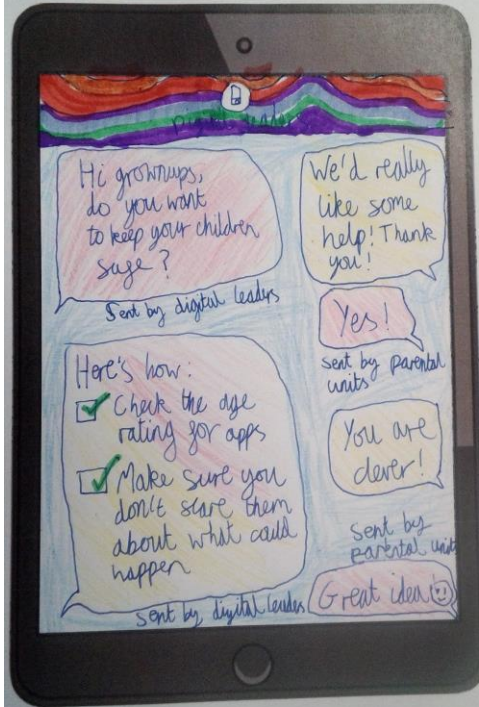 Digital leaders
Hi grownups,
do you want
to keep your children
safe?
Sent by digital leaders
We'd really
like some
help! Thank
you!
Yes!
sent by parental
units
Here's how:
Check the age
rating for apps
Make sure you
don't scare them
about what could
happen
sent by digital leaders
You are
clever!
Sent by
parental units
Great idea!